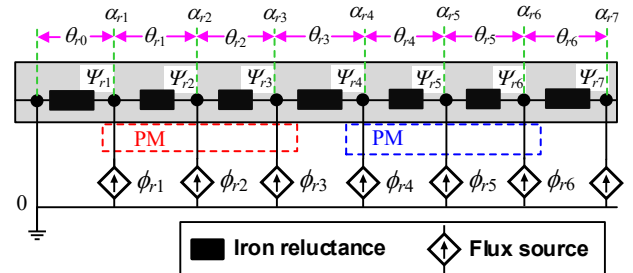 α_r1 α_r2 α_r3 α_r4 α_r5 α_r6 α_r7
θ_r0 θ_r1 θ_r2 θ_r3 θ_r4 θ_r5 θ_r6
Ψ_r1 Ψ_r2 Ψ_r3 Ψ_r4 Ψ_r5 Ψ_r6 Ψ_r7
PM PM
ϕ_r1 ϕ_r2 ϕ_r3 ϕ_r4 ϕ_r5 ϕ_r6
0
Iron reluctance Flux source